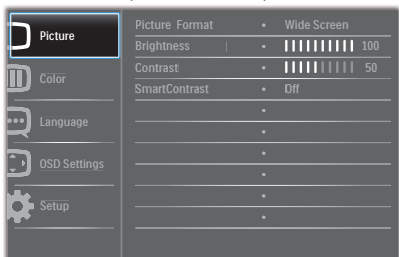 Picture
Color
Language
OSD Settings
Setup
Picture Format • Wide Screen
Brightness • 100
Contrast • 50
SmartContrast • Off
•
•
•
•
•
•